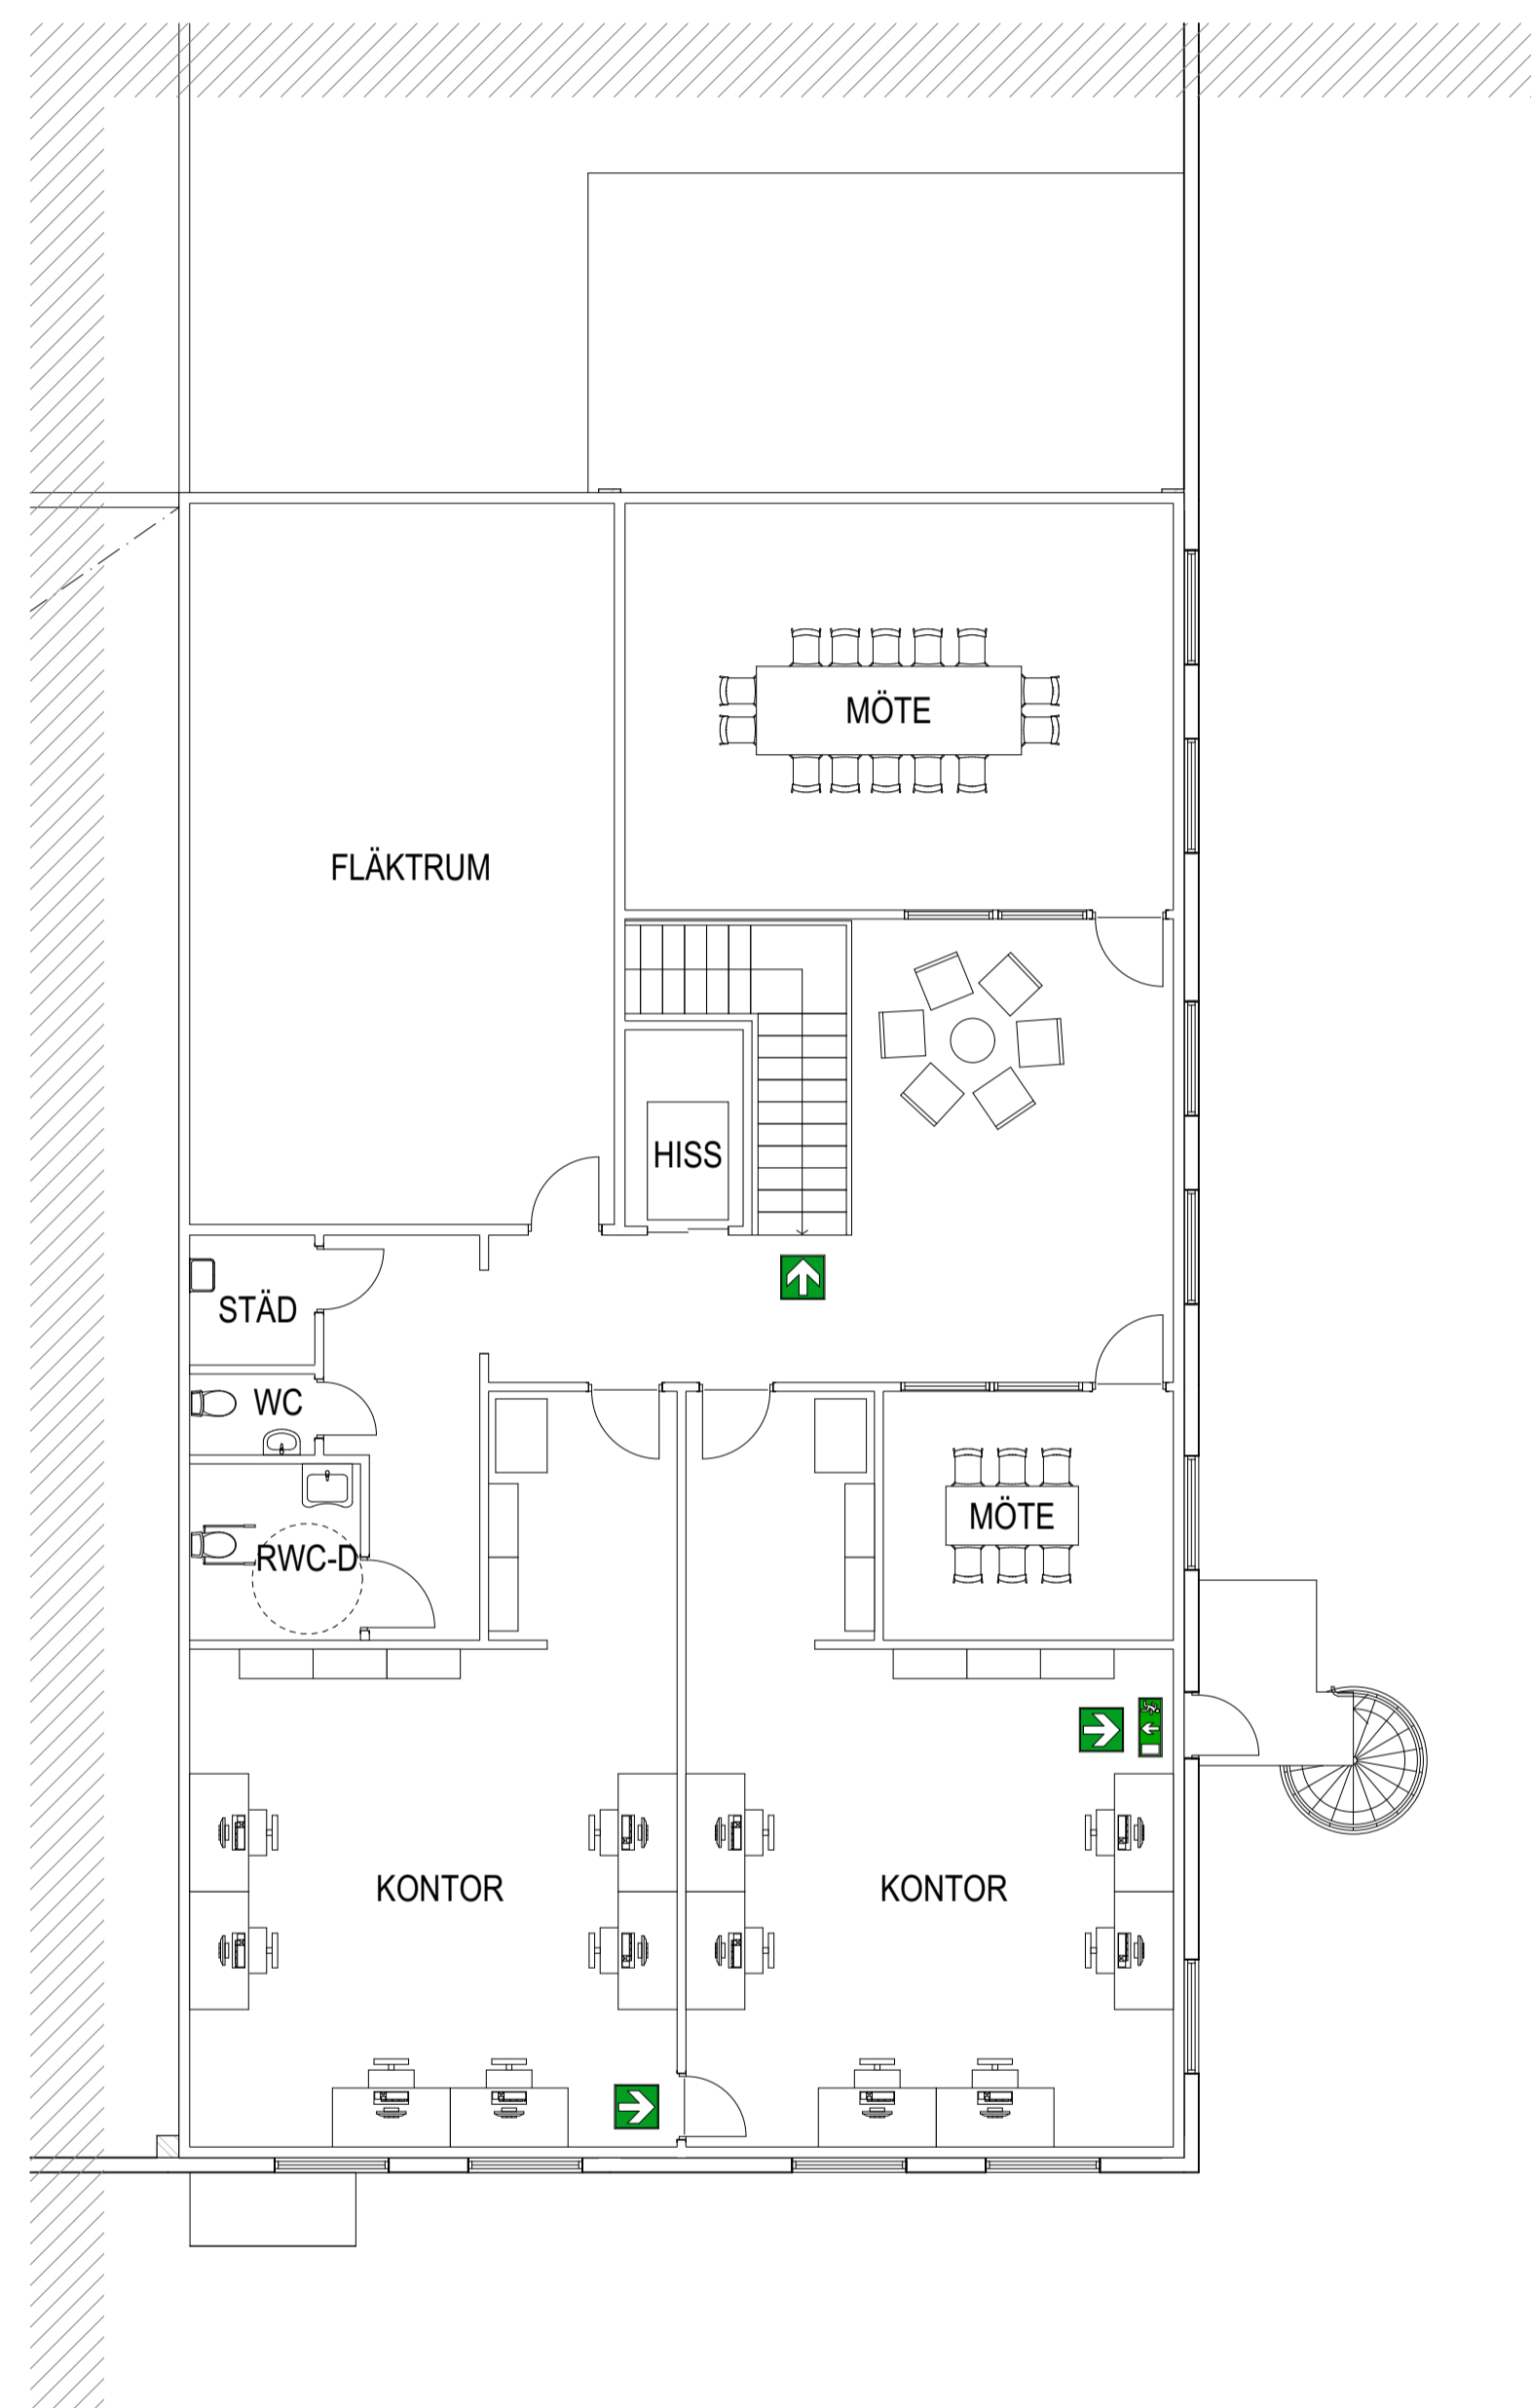 MÖTE
FLÄKTRUM
HISS
STÄD
WC
MÖTE
RWC-D
KONTOR
KONTOR